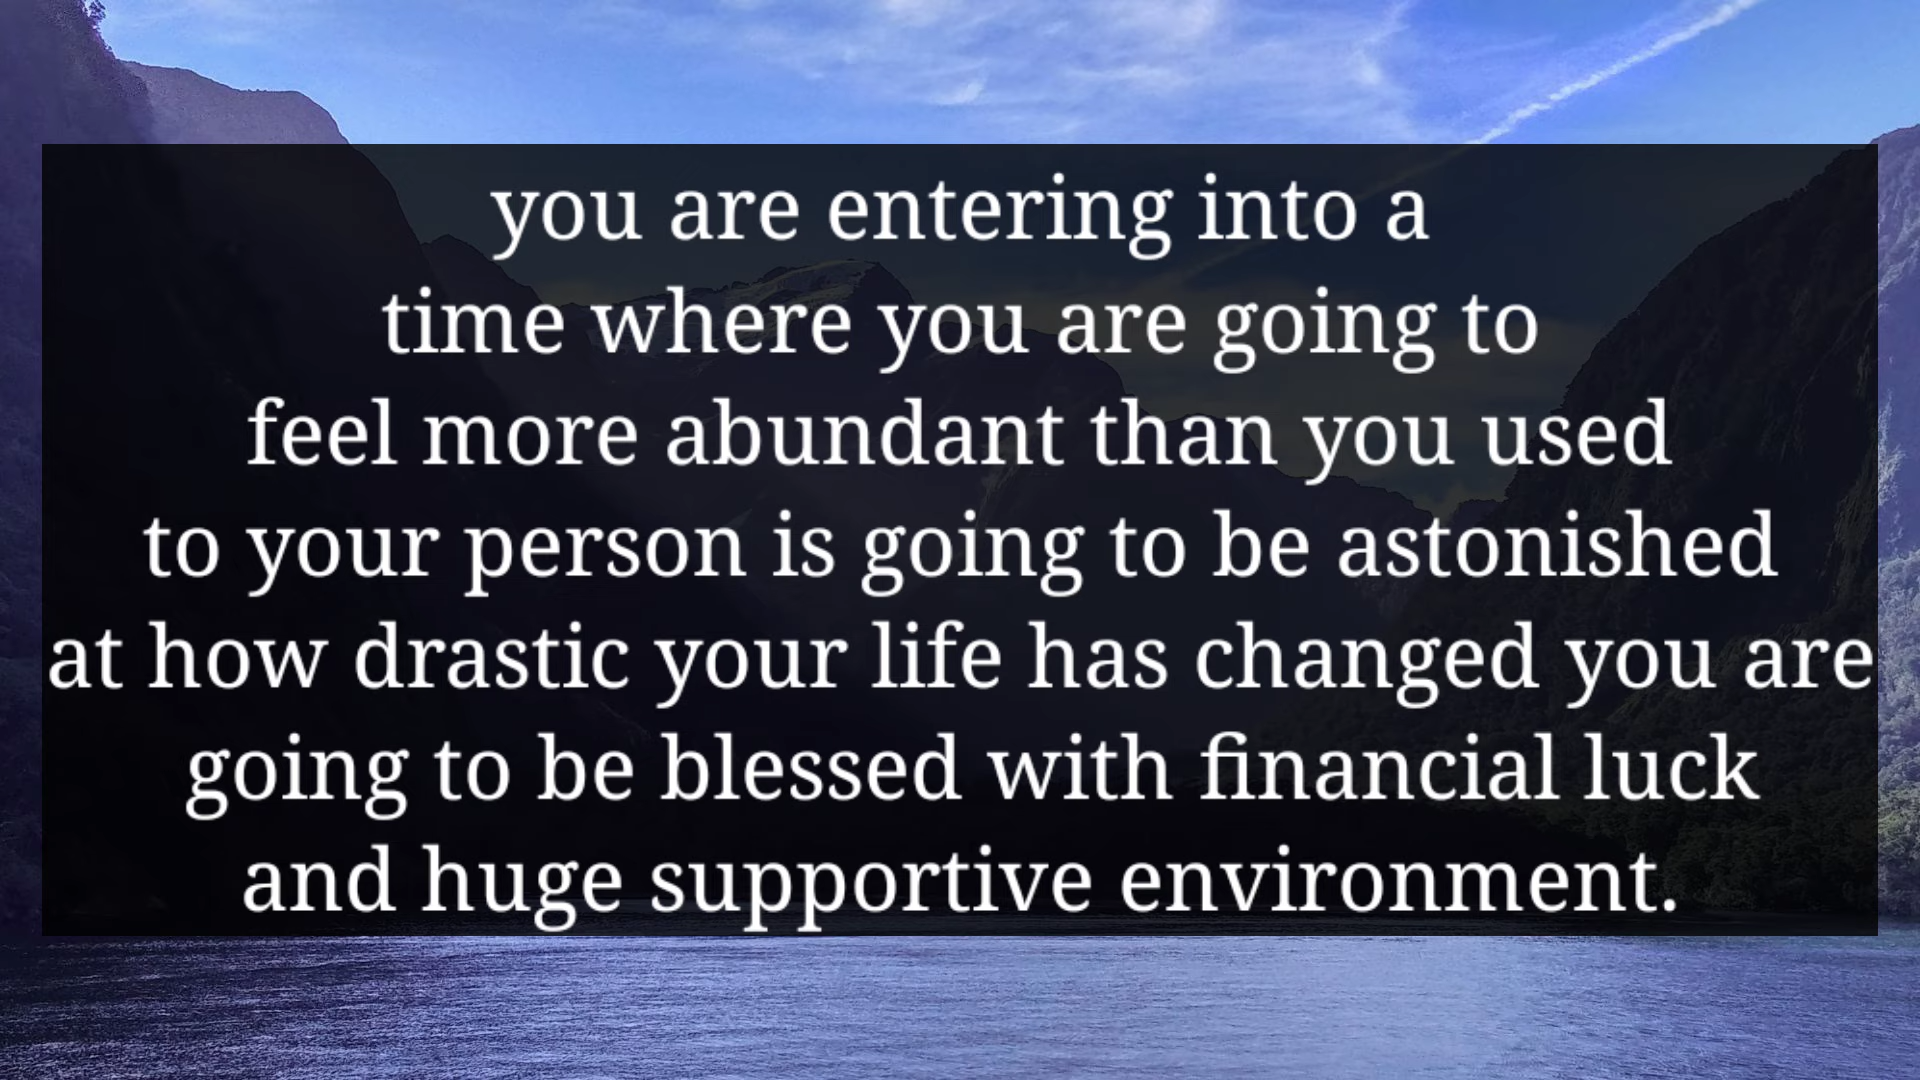 you are entering into a
time where you are going to
feel more abundant than you used
to your person is going to be astonished
at how drastic your life has changed you are
going to be blessed with financial luck
and huge supportive environment.